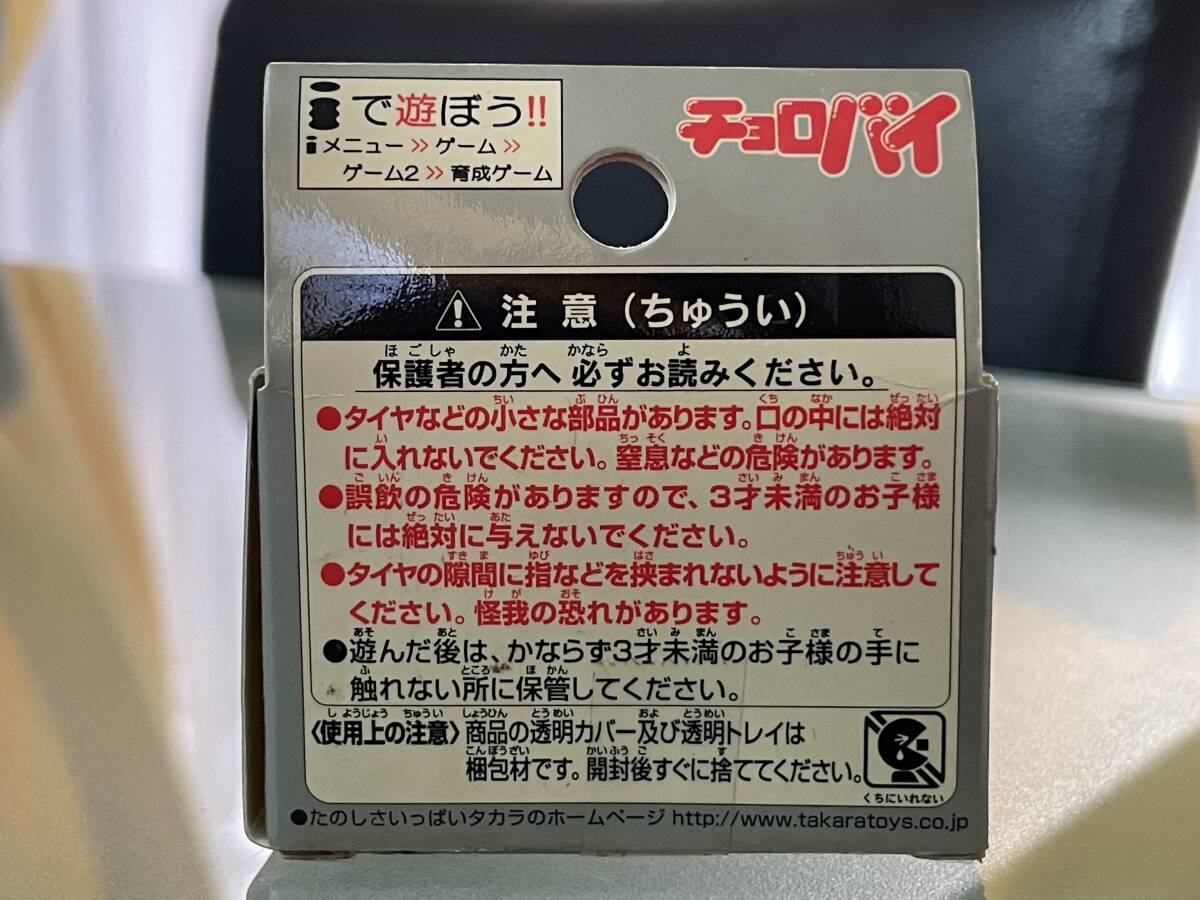 iで遊ぼう!!
iメニュー>>ゲーム>>
ゲーム2>>育成ゲーム
チョロバイ
注意（ちゅうい）
保護者の方へ 必ずお読みください。
●タイヤなどの小さな部品があります。口の中には絶対
に入れないでください。窒息などの危険があります。
●誤飲の危険がありますので、3才未満のお子様
には絶対に与えないでください。
●タイヤの隙間に指などを挟まれないように注意して
ください。怪我の恐れがあります。
●遊んだ後は、かならず3才未満のお子様の手に
触れない所に保管してください。
〈使用上の注意〉商品の透明カバー及び透明トレイは
梱包材です。開封後すぐに捨ててください。
くちにいれない
●たのしさいっぱいタカラのホームページ http://www.takaratoys.co.jp